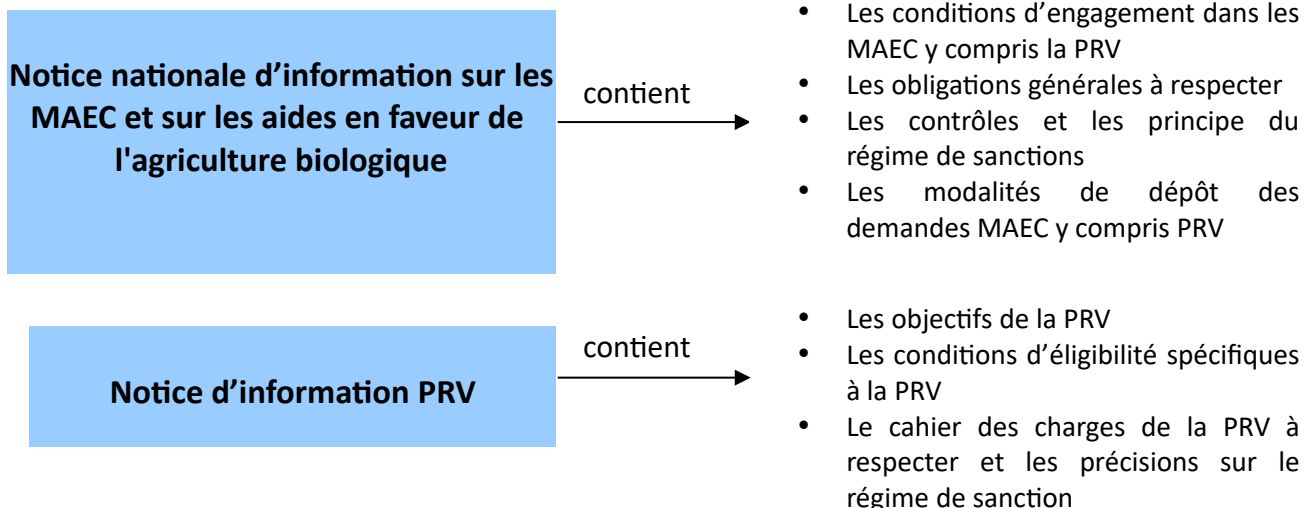 Notice nationale d’information sur les
MAEC et sur les aides en faveur de
l'agriculture biologique
contient
• Les conditions d’engagement dans les
MAEC y compris la PRV
• Les obligations générales à respecter
• Les contrôles et les principe du
régime de sanctions
• Les modalités de dépôt des
demandes MAEC y compris PRV
Notice d’information PRV
contient
• Les objectifs de la PRV
• Les conditions d’éligibilité spécifiques
à la PRV
• Le cahier des charges de la PRV à
respecter et les précisions sur le
régime de sanction